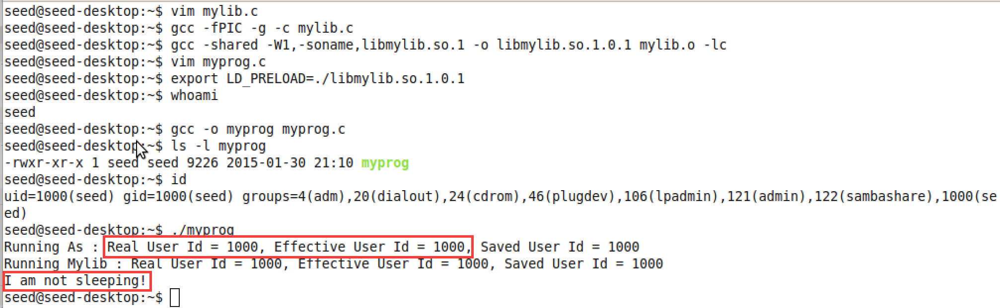 seed@seed-desktop:~$ vim mylib.c
seed@seed-desktop:~$ gcc -fPIC -g -c mylib.c
seed@seed-desktop:~$ gcc -shared -W1,-soname,libmylib.so.1 -o libmylib.so.1.0.1 mylib.o -lc
seed@seed-desktop:~$ vim myprog.c
seed@seed-desktop:~$ export LD_PRELOAD=./libmylib.so.1.0.1
seed@seed-desktop:~$ whoami
seed
seed@seed-desktop:~$ gcc -o myprog myprog.c
seed@seed-desktop:~$ ls -l myprog
-rwxr-xr-x 1 seed seed 9226 2015-01-30 21:10 myprog
seed@seed-desktop:~$ id
uid=1000(seed) gid=1000(seed) groups=4(adm),20(dialout),24(cdrom),46(plugdev),106(lpadmin),121(admin),122(sambashare),1000(se
ed)
seed@seed-desktop:~$ ./myprog
Running As : Real User Id = 1000, Effective User Id = 1000, Saved User Id = 1000
Running Mylib : Real User Id = 1000, Effective User Id = 1000, Saved User Id = 1000
I am not sleeping!
seed@seed-desktop:~$